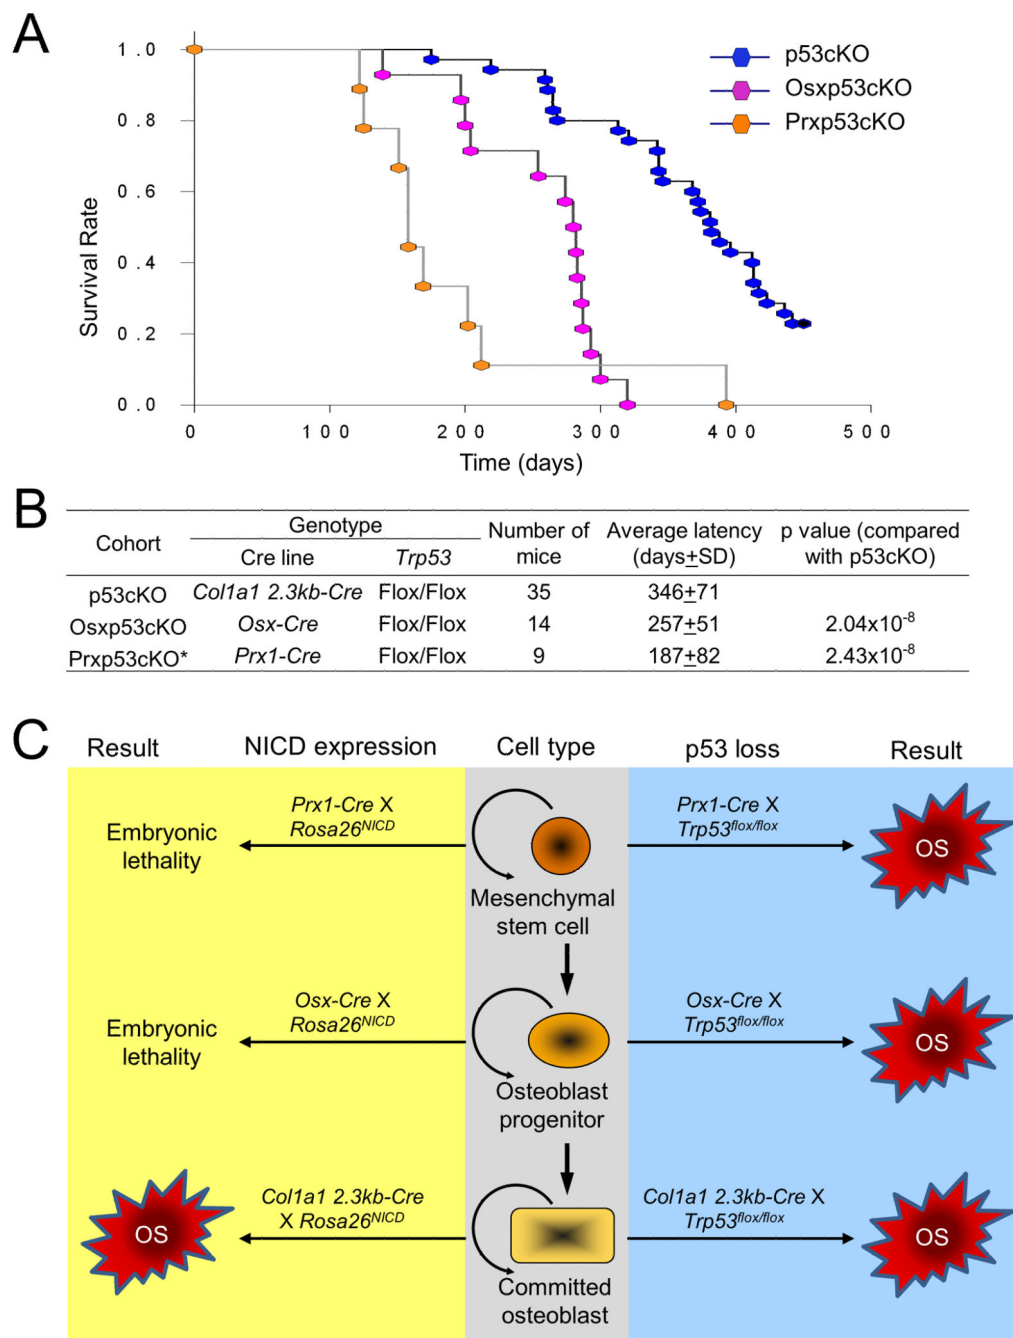 A
Survival Rate
1.0
0.8
0.6
0.4
0.2
0.0
0 100 200 300 400 500
Time (days)
p53cKO
Osxp53cKO
Prxp53cKO
B
Cohort Genotype Number of mice Average latency (days±SD) p value (compared with p53cKO)
Cre line Trp53
p53cKO Col1a1 2.3kb-Cre Flox/Flox 35 346±71
Osxp53cKO Osx-Cre Flox/Flox 14 257±51 2.04x10⁻⁸
Prxp53cKO* Prx1-Cre Flox/Flox 9 187±82 2.43x10⁻⁸
C
Result NICD expression Cell type p53 loss Result
Embryonic
lethality
Prx1-Cre X
Rosa26ᴺᴵᶜᴰ
Mesenchymal
stem cell
Prx1-Cre X
Trp53flox/flox
OS
Embryonic
lethality
Osx-Cre X
Rosa26ᴺᴵᶜᴰ
Osteoblast
progenitor
Osx-Cre X
Trp53flox/flox
OS
OS
Col1a1 2.3kb-Cre
X Rosa26ᴺᴵᶜᴰ
Committed
osteoblast
Col1a1 2.3kb-Cre X
Trp53flox/flox
OS